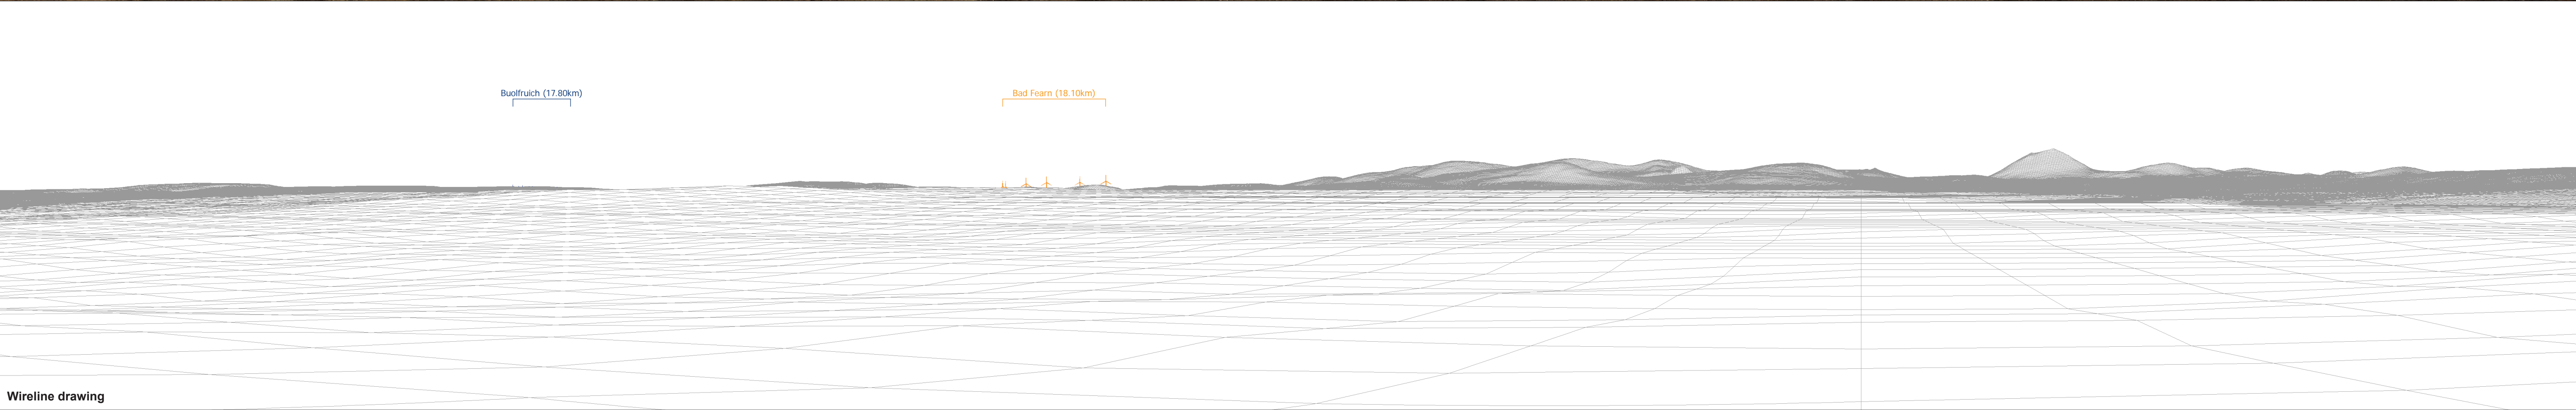 Buolfruich (17.80km)
Bad Fearn (18.10km)
Wireline drawing